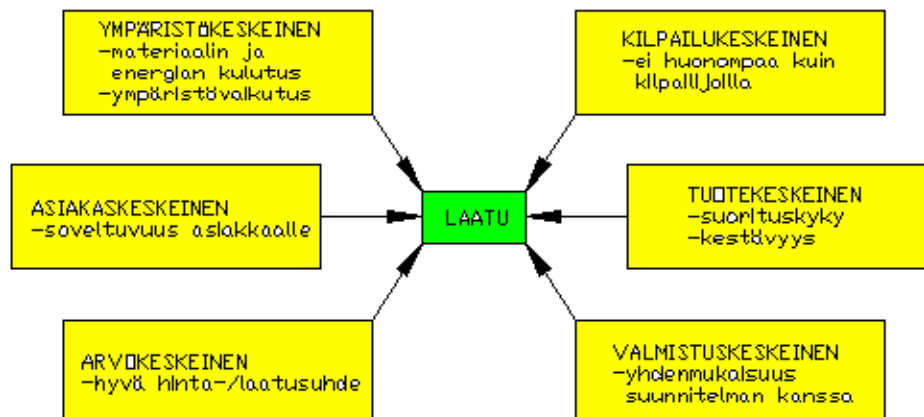 YMPÄRISTÖKESKEINEN
-materiaalin ja
energian kulutus
-ympäristövaikutus
KILPAILUKESKEINEN
-ei huonompaa kuin
kilpailijoilla
ASIAKASKESKEINEN
-soveltuvuus asiakkaalle
LAATU
TUOTEKESKEINEN
-suorituskyky
-kestävyys
ARVOKESKEINEN
-hyvä hinta-/laatusuhde
VALMISTUSKESKEINEN
-yhdenmukaisuus
suunnitelman kanssa